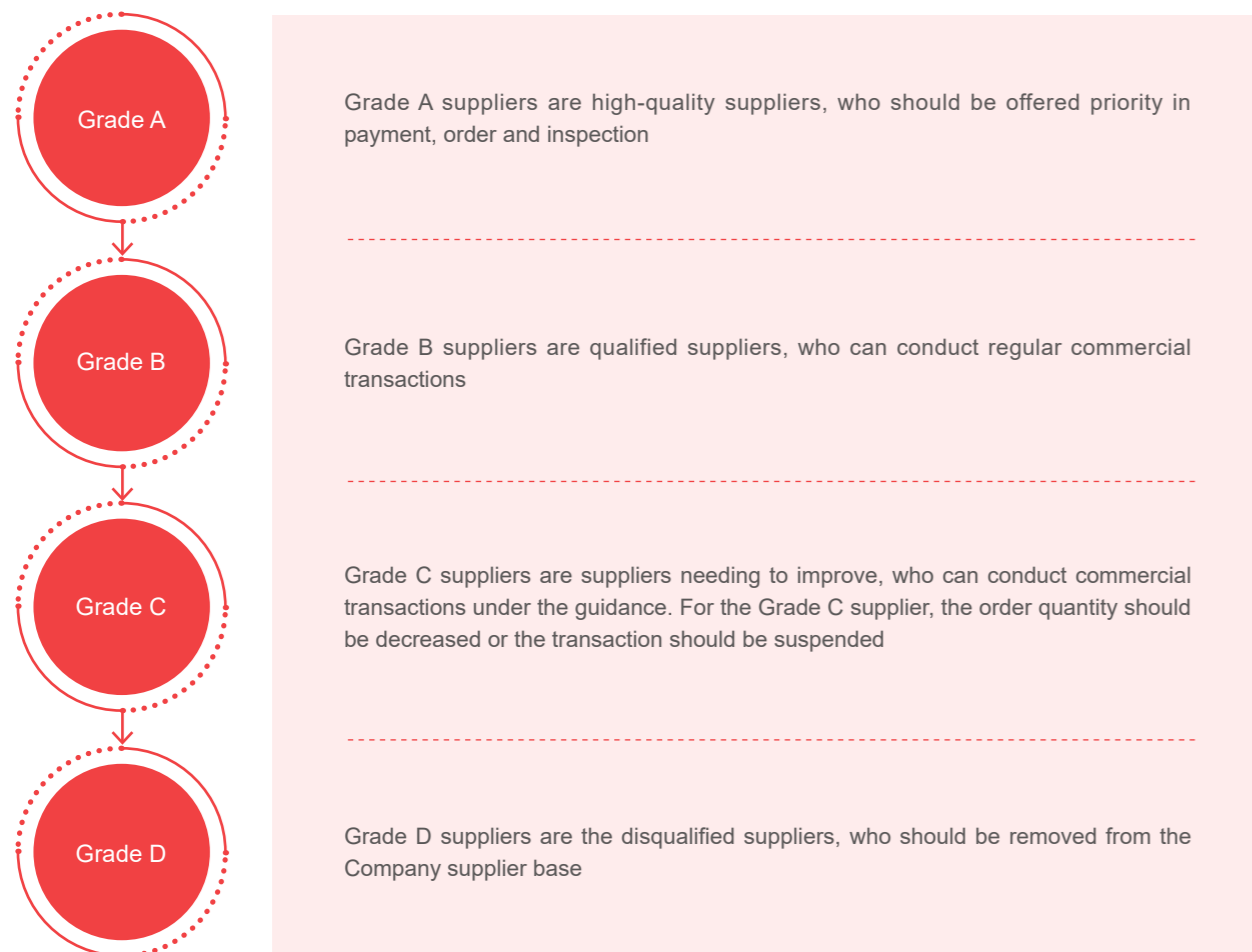 Grade A
Grade A suppliers are high-quality suppliers, who should be offered priority in
payment, order and inspection
Grade B
Grade B suppliers are qualified suppliers, who can conduct regular commercial
transactions
Grade C
Grade C suppliers are suppliers needing to improve, who can conduct commercial
transactions under the guidance. For the Grade C supplier, the order quantity should
be decreased or the transaction should be suspended
Grade D
Grade D suppliers are the disqualified suppliers, who should be removed from the
Company supplier base